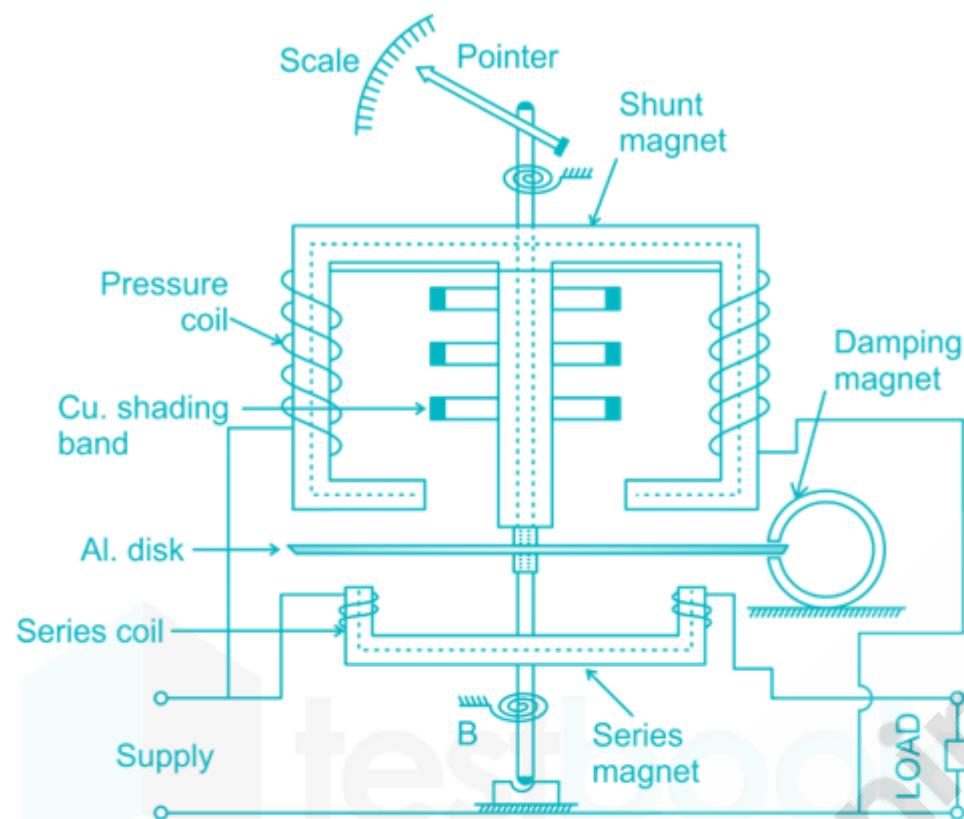 Scale
Pointer
Shunt
magnet
Pressure
coil
Damping
magnet
Cu. shading
band
Al. disk
Series coil
B
Series
magnet
Supply
LOAD
testbook